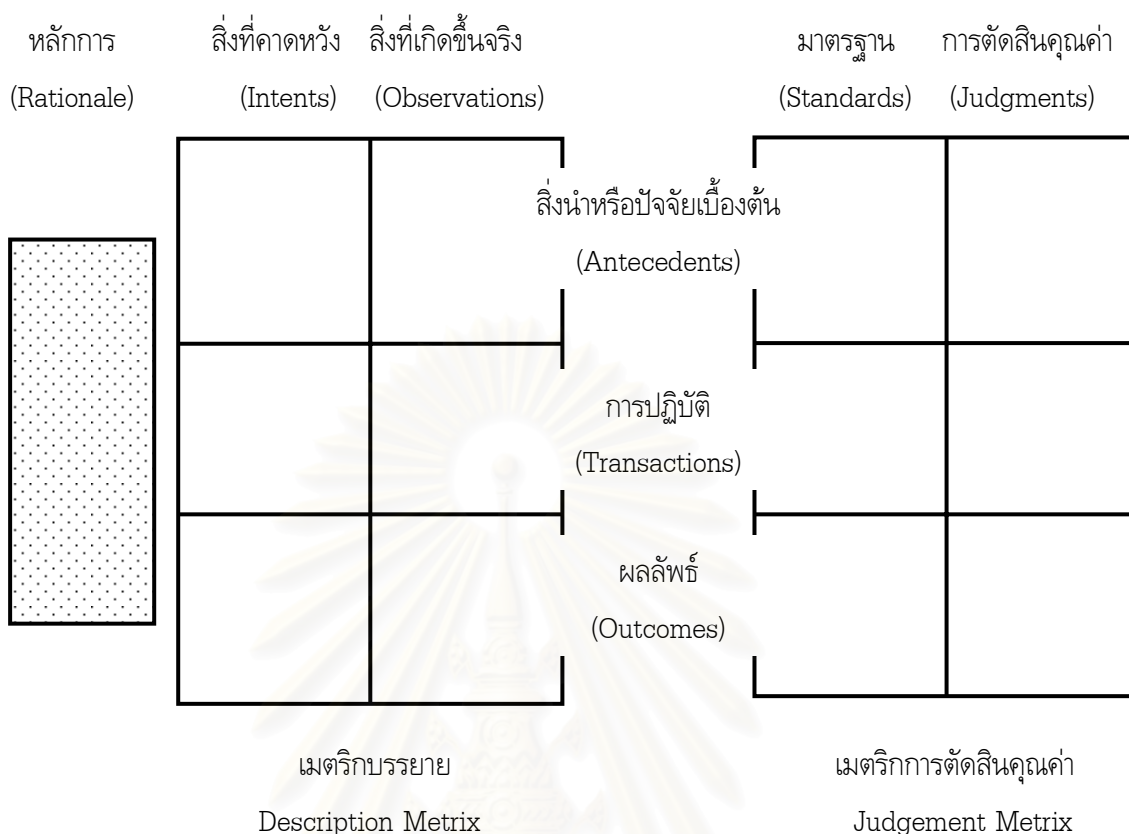 หลักการ สิ่งที่คาดหวัง สิ่งที่เกิดขึ้นจริง มาตรฐาน การตัดสินคุณค่า
(Rationale) (Intents) (Observations) (Standards) (Judgments)
สิ่งนำหรือปัจจัยเบื้องต้น
(Antecedents)
การปฏิบัติ
(Transactions)
ผลลัพธ์
(Outcomes)
เมตริกบรรยาย เมตริกการตัดสินคุณค่า
Description Metrix Judgement Metrix